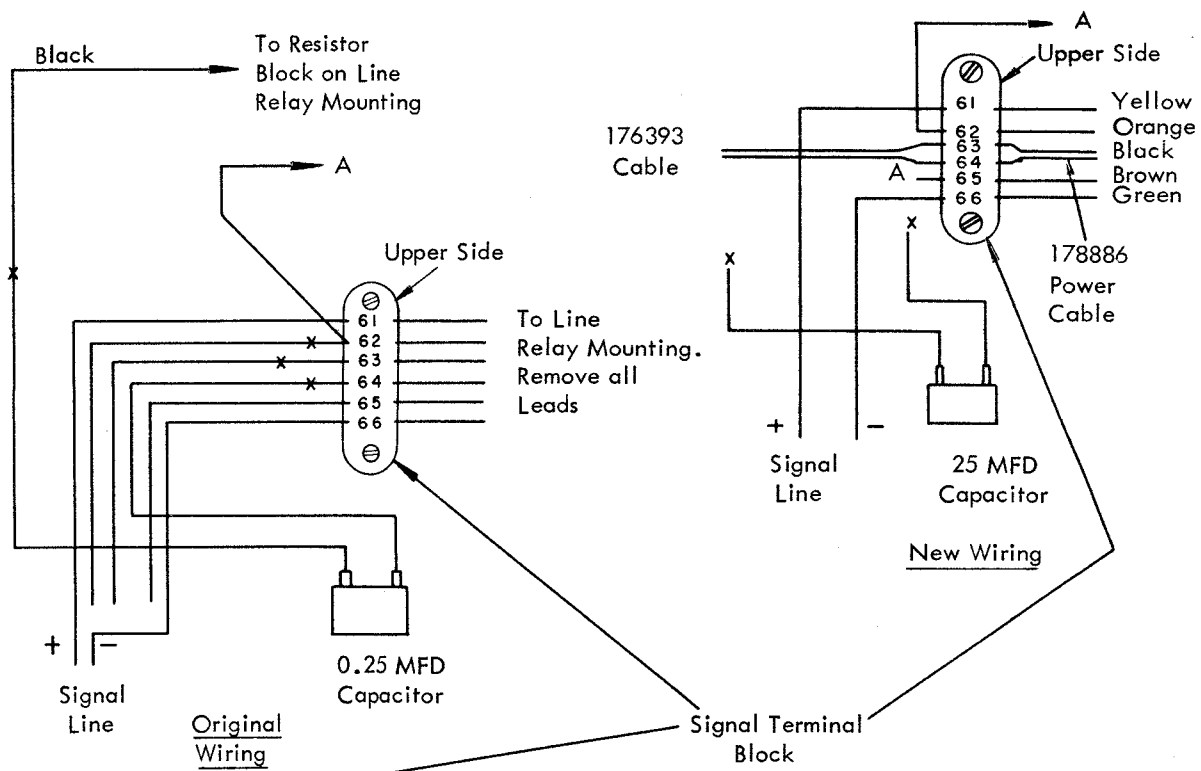 Black
To Resistor
Block on Line
Relay Mounting
A
Upper Side
61
62
63
64
65
66
To Line
Relay Mounting.
Remove all
Leads
x
x
x
x
+ −
Signal
Line
0.25 MFD
Capacitor
Original
Wiring
A
Upper Side
176393
Cable
A
61
62
63
64
65
66
Yellow
Orange
Black
Brown
Green
178886
Power
Cable
x
x
+ −
Signal
Line
25 MFD
Capacitor
New Wiring
Signal Terminal
Block